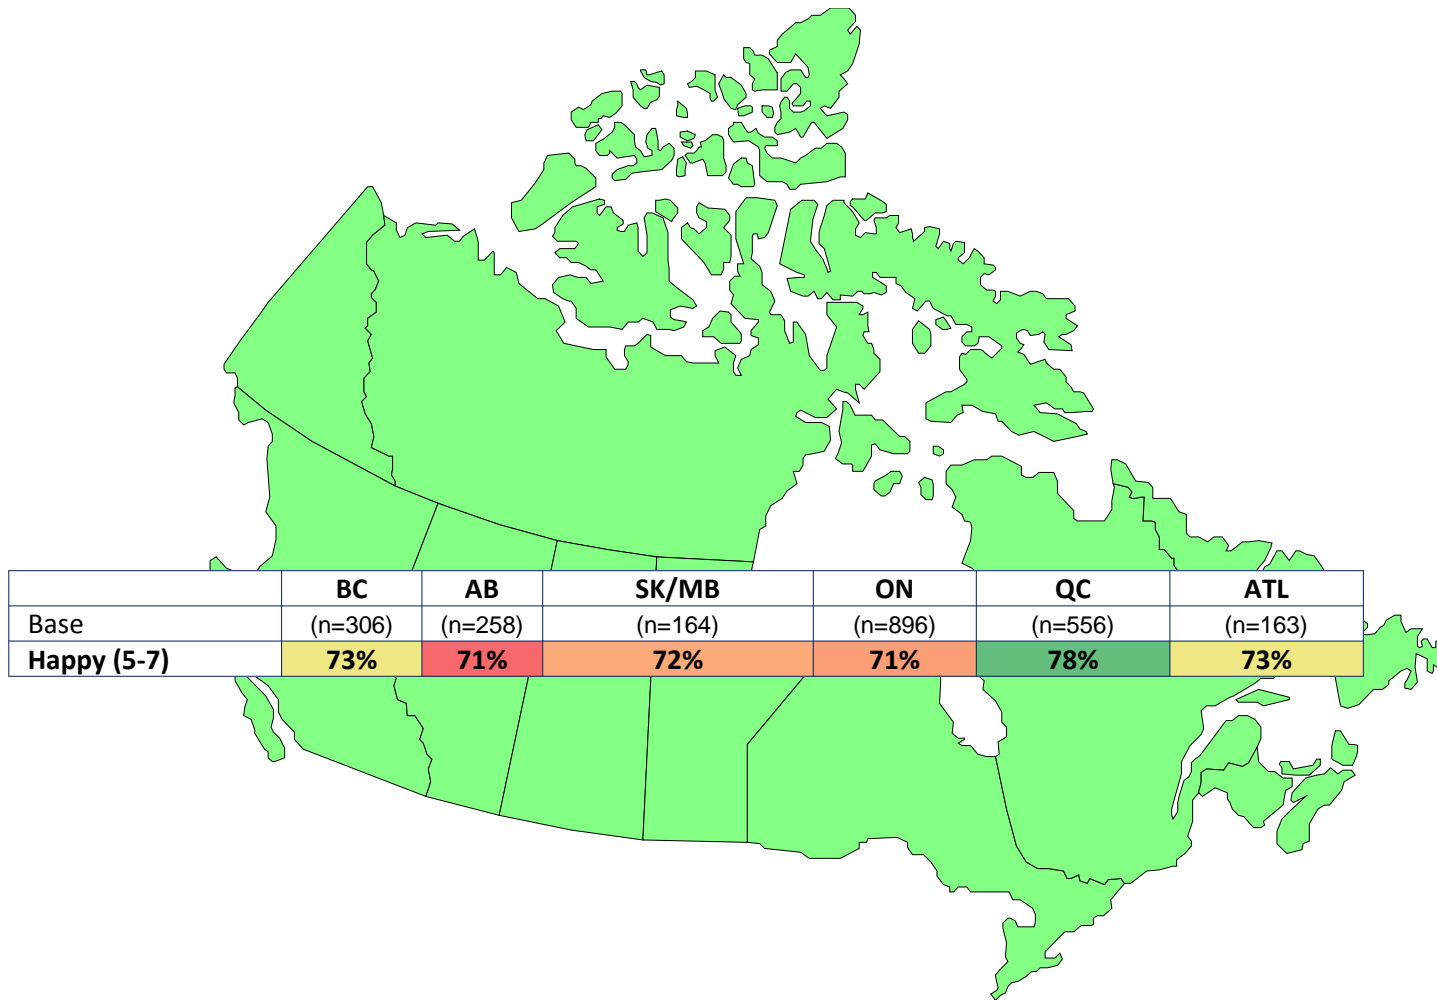 BC AB SK/MB ON QC ATL
Base (n=306) (n=258) (n=164) (n=896) (n=556) (n=163)
Happy (5-7) 73% 71% 72% 71% 78% 73%